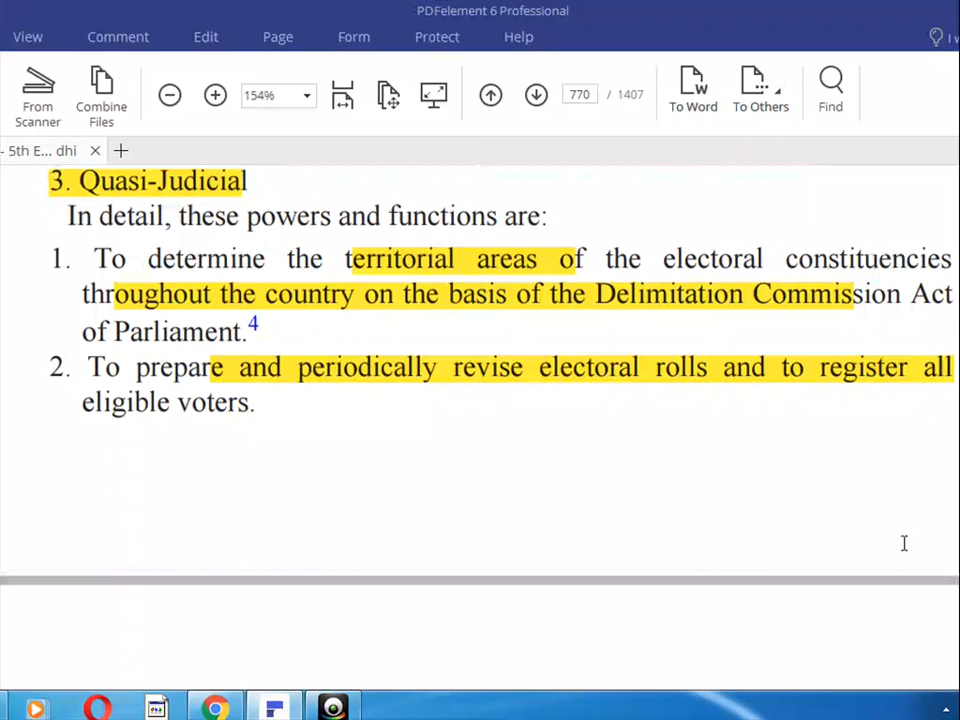 PDFelement 6 Professional
View Comment Edit Page Form Protect Help
154% 770 / 1407
From Scanner Combine Files To Word To Others Find
- 5th E... dhi
3. Quasi-Judicial
In detail, these powers and functions are:
1. To determine the territorial areas of the electoral constituencies
throughout the country on the basis of the Delimitation Commission Act
of Parliament.4
2. To prepare and periodically revise electoral rolls and to register all
eligible voters.